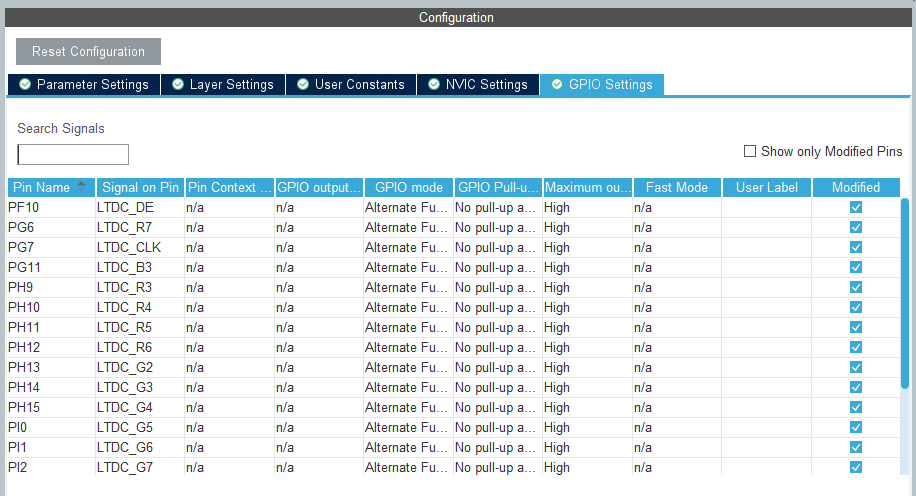 Configuration
Reset Configuration
Parameter Settings Layer Settings User Constants NVIC Settings GPIO Settings
Search Signals
Show only Modified Pins
Pin Name Signal on Pin Pin Context ... GPIO output... GPIO mode GPIO Pull-u... Maximum ou... Fast Mode User Label Modified
PF10 LTDC_DE n/a n/a Alternate Fu... No pull-up a... High n/a
PG6 LTDC_R7 n/a n/a Alternate Fu... No pull-up a... High n/a
PG7 LTDC_CLK n/a n/a Alternate Fu... No pull-up a... High n/a
PG11 LTDC_B3 n/a n/a Alternate Fu... No pull-up a... High n/a
PH9 LTDC_R3 n/a n/a Alternate Fu... No pull-up a... High n/a
PH10 LTDC_R4 n/a n/a Alternate Fu... No pull-up a... High n/a
PH11 LTDC_R5 n/a n/a Alternate Fu... No pull-up a... High n/a
PH12 LTDC_R6 n/a n/a Alternate Fu... No pull-up a... High n/a
PH13 LTDC_G2 n/a n/a Alternate Fu... No pull-up a... High n/a
PH14 LTDC_G3 n/a n/a Alternate Fu... No pull-up a... High n/a
PH15 LTDC_G4 n/a n/a Alternate Fu... No pull-up a... High n/a
PI0 LTDC_G5 n/a n/a Alternate Fu... No pull-up a... High n/a
PI1 LTDC_G6 n/a n/a Alternate Fu... No pull-up a... High n/a
PI2 LTDC_G7 n/a n/a Alternate Fu... No pull-up a... High n/a